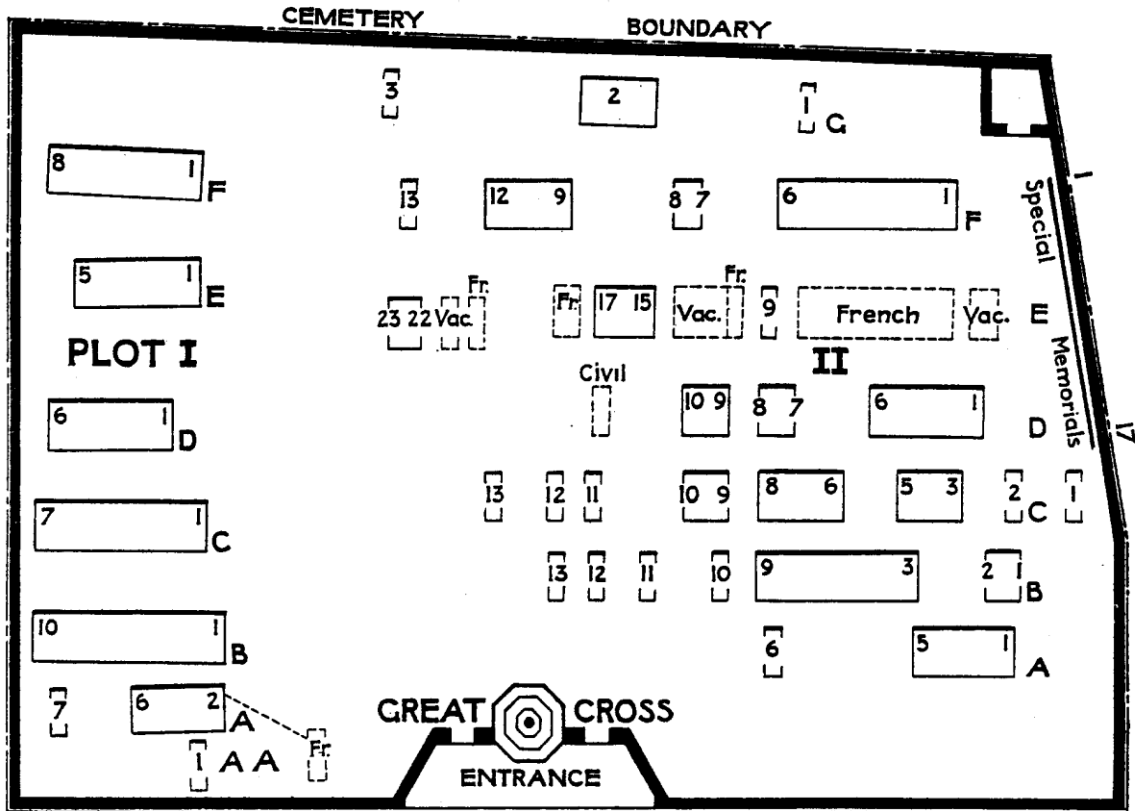 CEMETERY BOUNDARY
3 2 1 G
8 1 F 13 12 9 8 7 6 1 F
1
Special
Memorials
17
5 1 E 23 22 Vac. Fr. Fr. 17 15 Vac. Fr. 9 French Vac. E
PLOT I II
Civil
6 1 D 10 9 8 7 6 1 D
7 1 C 13 12 11 10 9 8 6 5 3 2 C 1
13 12 11 10 9 3 2 1 B
10 1 B 6 5 1 A
7 6 2 A
1 AA Fr.
GREAT CROSS
ENTRANCE